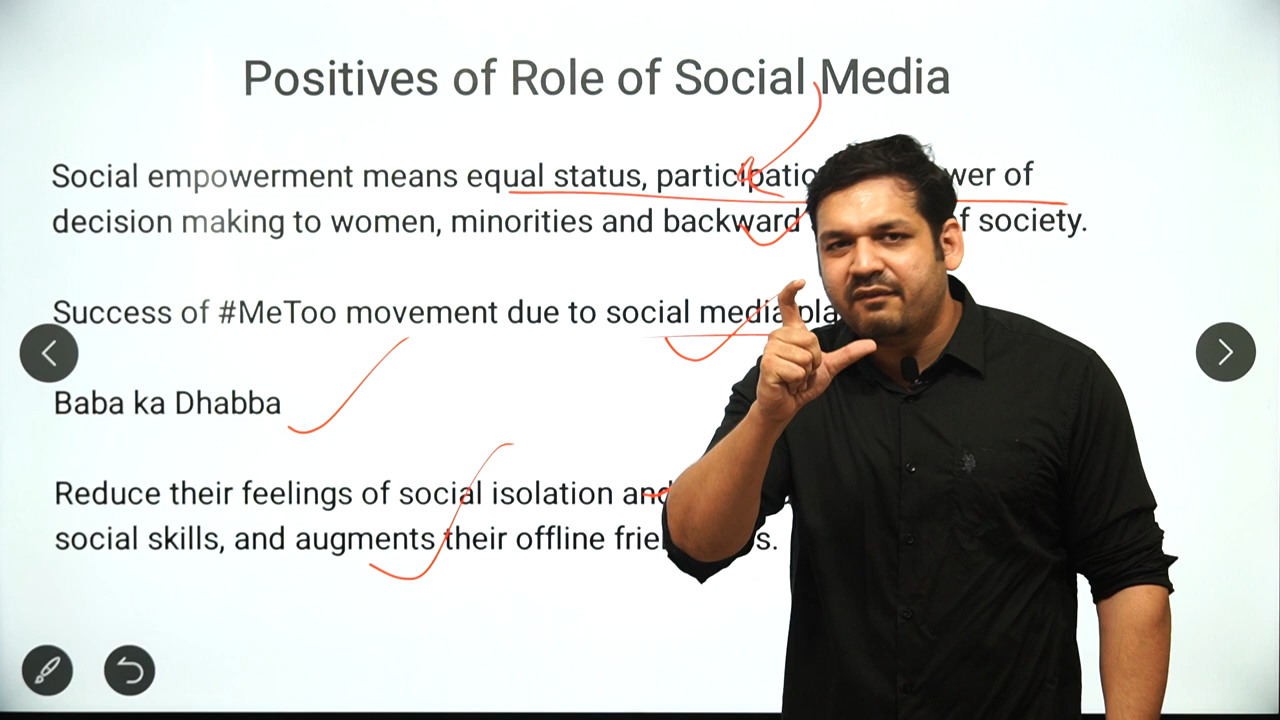 Positives of Role of Social Media
Social empowerment means equal status, of
decision making to women, minorities and backward society.
Success of #MeToo movement due to social media
Baba ka Dhabba
Reduce their feelings of social isolation and
social skills, and augments their offline